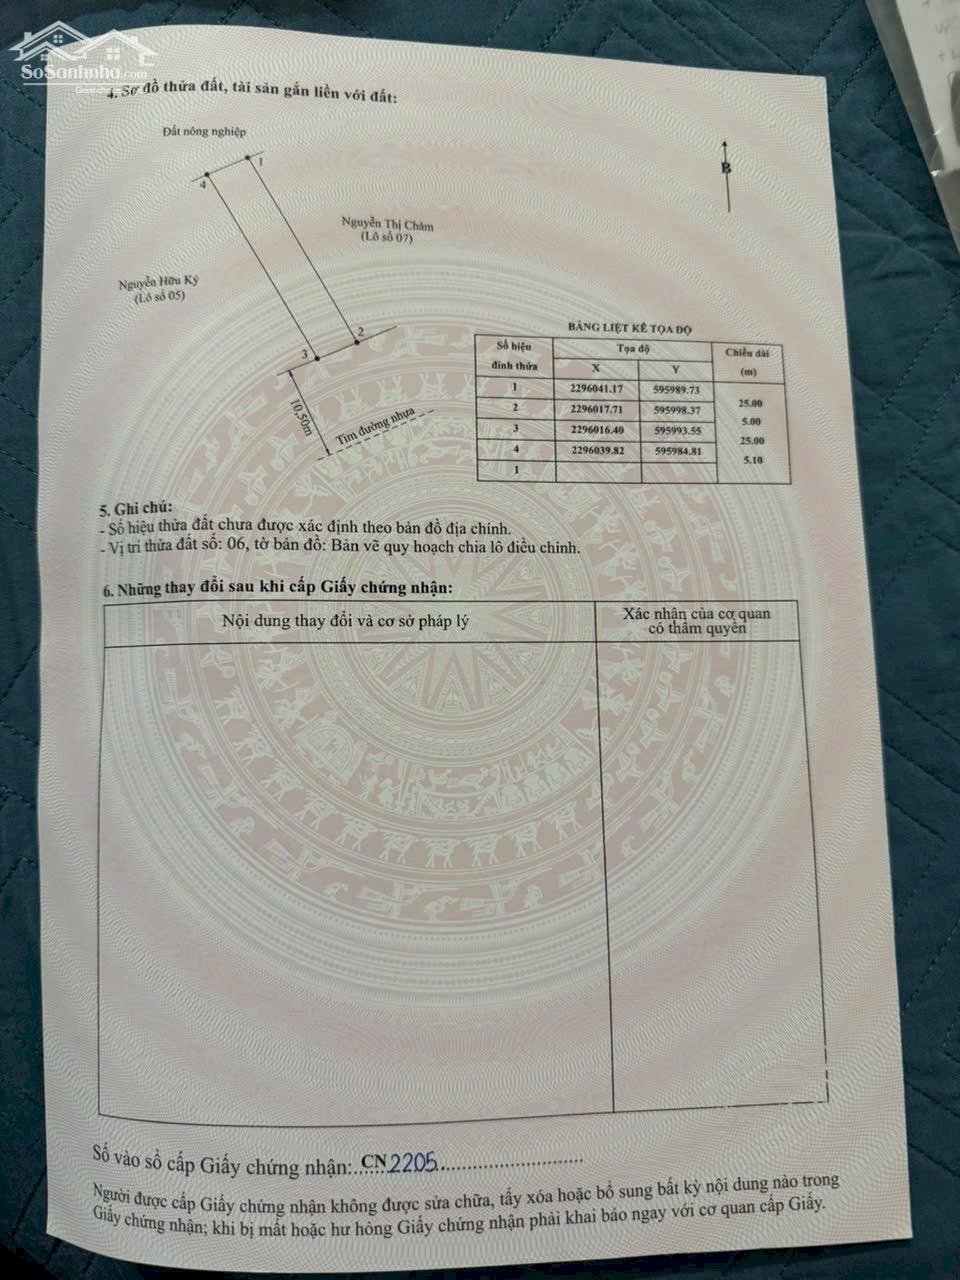 SoSanhnha.com
4. Sơ đồ thửa đất, tài sản gắn liền với đất:
Đất nông nghiệp
1
4
B
Nguyễn Thị Chăm
(Lô số 07)
Nguyễn Hữu Ký
(Lô số 05)
2
3
10,50m
Tim đường nhựa
BẢNG LIỆT KÊ TỌA ĐỘ
Số hiệu đỉnh thửa Tọa độ Chiều dài (m)
X Y
1 2296041.17 595989.73
25.00
2 2296017.71 595998.37
5.00
3 2296016.40 595993.55
25.00
4 2296039.82 595984.81
5.10
1
5. Ghi chú:
- Số hiệu thửa đất chưa được xác định theo bản đồ địa chính.
- Vị trí thửa đất số: 06, tờ bản đồ: Bản vẽ quy hoạch chia lô điều chỉnh.
6. Những thay đổi sau khi cấp Giấy chứng nhận:
Nội dung thay đổi và cơ sở pháp lý
Xác nhận của cơ quan
có thẩm quyền
Số vào sổ cấp Giấy chứng nhận:....CN2205............................
Người được cấp Giấy chứng nhận không được sửa chữa, tẩy xóa hoặc bổ sung bất kỳ nội dung nào trong
Giấy chứng nhận; khi bị mất hoặc hư hỏng Giấy chứng nhận phải khai báo ngay với cơ quan cấp Giấy.